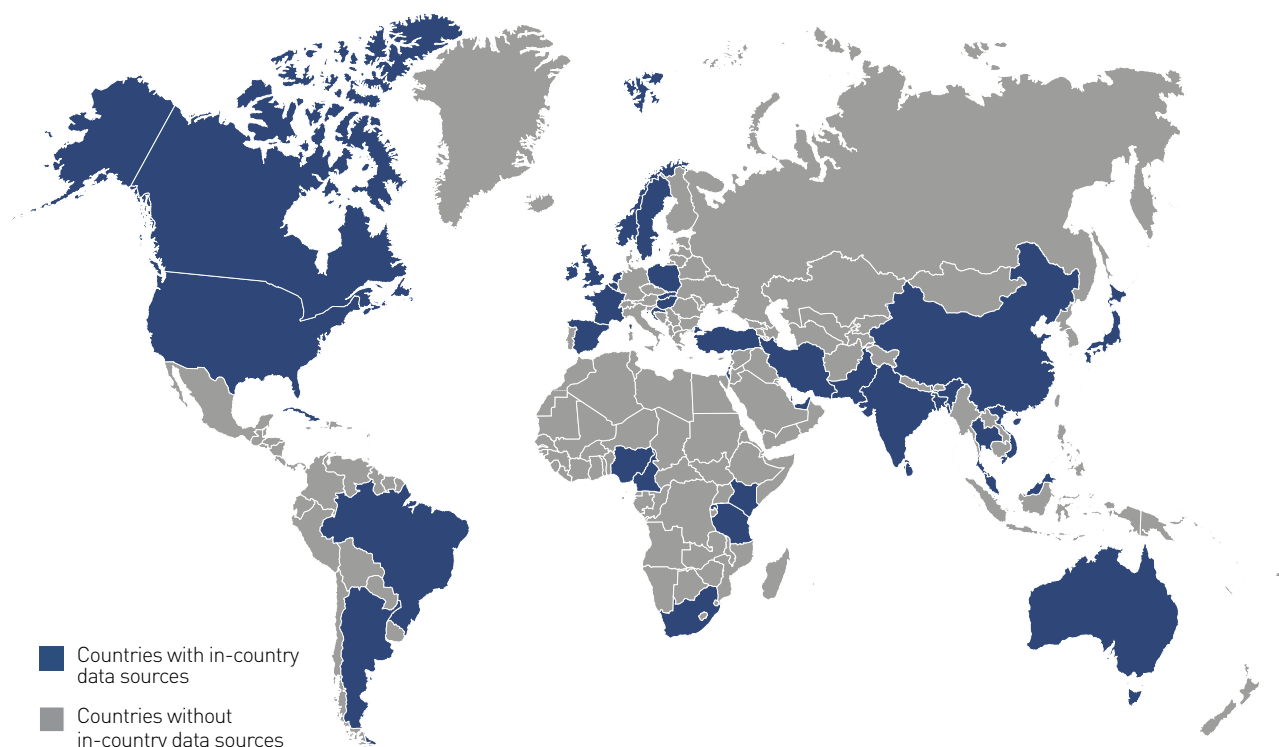 Countries with in-country
data sources
Countries without
in-country data sources